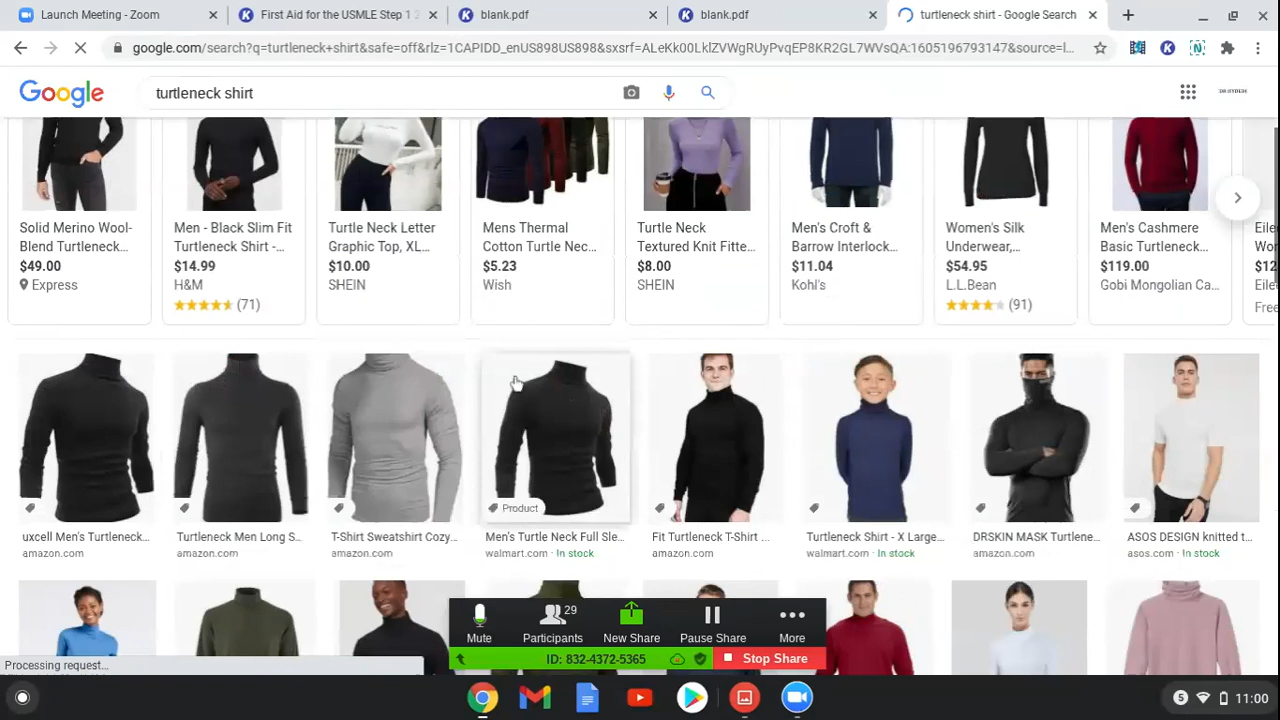 Launch Meeting - Zoom
First Aid for the USMLE Step 1 2
blank.pdf
blank.pdf
turtleneck shirt - Google Search
google.com/search?q=turtleneck+shirt&safe=off&rlz=1CAPIDD_enUS898US898&sxsrf=ALeKk00LklZVWgRUyPvqEP8KR2GL7WVsQA:1605196793147&source=l...
Google
turtleneck shirt
Solid Merino Wool-
Blend Turtleneck...
$49.00
Express
Men - Black Slim Fit
Turtleneck Shirt -...
$14.99
H&M
(71)
Turtle Neck Letter
Graphic Top, XL...
$10.00
SHEIN
Mens Thermal
Cotton Turtle Nec...
$5.23
Wish
Turtle Neck
Textured Knit Fitte...
$8.00
SHEIN
Men's Croft &
Barrow Interlock...
$11.04
Kohl's
Women's Silk
Underwear,...
$54.95
L.L.Bean
(91)
Men's Cashmere
Basic Turtleneck...
$119.00
Gobi Mongolian Ca...
Eilee
Wo
$12
Eilee
Free
Product
uxcell Men's Turtleneck...
amazon.com
Turtleneck Men Long S...
amazon.com
T-Shirt Sweatshirt Cozy...
amazon.com
Men's Turtle Neck Full Sle...
walmart.com · In stock
Fit Turtleneck T-Shirt ...
amazon.com
Turtleneck Shirt - X Large...
walmart.com · In stock
DRSKIN MASK Turtlene...
amazon.com
ASOS DESIGN knitted t...
asos.com · In stock
29
Mute
Participants
New Share
Pause Share
More
ID: 832-4372-5365
Stop Share
Processing request...
5
11:00